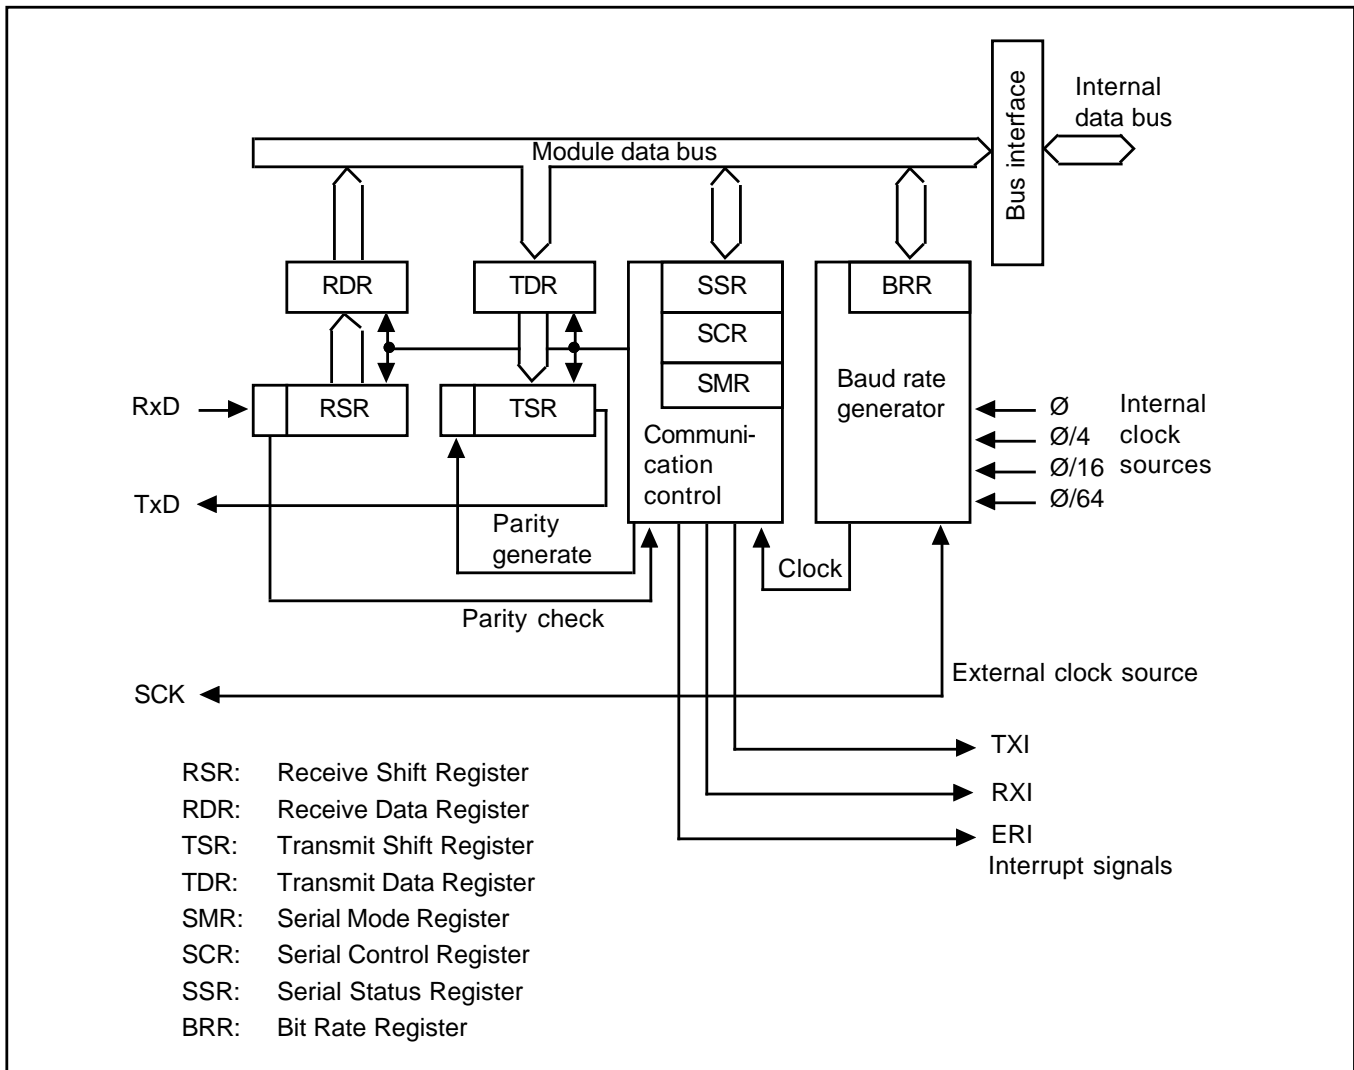 Internal
data bus
Bus interface
Module data bus
RDR
TDR
SSR
BRR
SCR
SMR
RxD
RSR
TSR
Baud rate
generator
Ø
Ø/4
Ø/16
Ø/64
Internal
clock
sources
Communi-
cation
control
TxD
Parity
generate
Clock
Parity check
External clock source
SCK
TXI
RXI
ERI
Interrupt signals
RSR: Receive Shift Register
RDR: Receive Data Register
TSR: Transmit Shift Register
TDR: Transmit Data Register
SMR: Serial Mode Register
SCR: Serial Control Register
SSR: Serial Status Register
BRR: Bit Rate Register